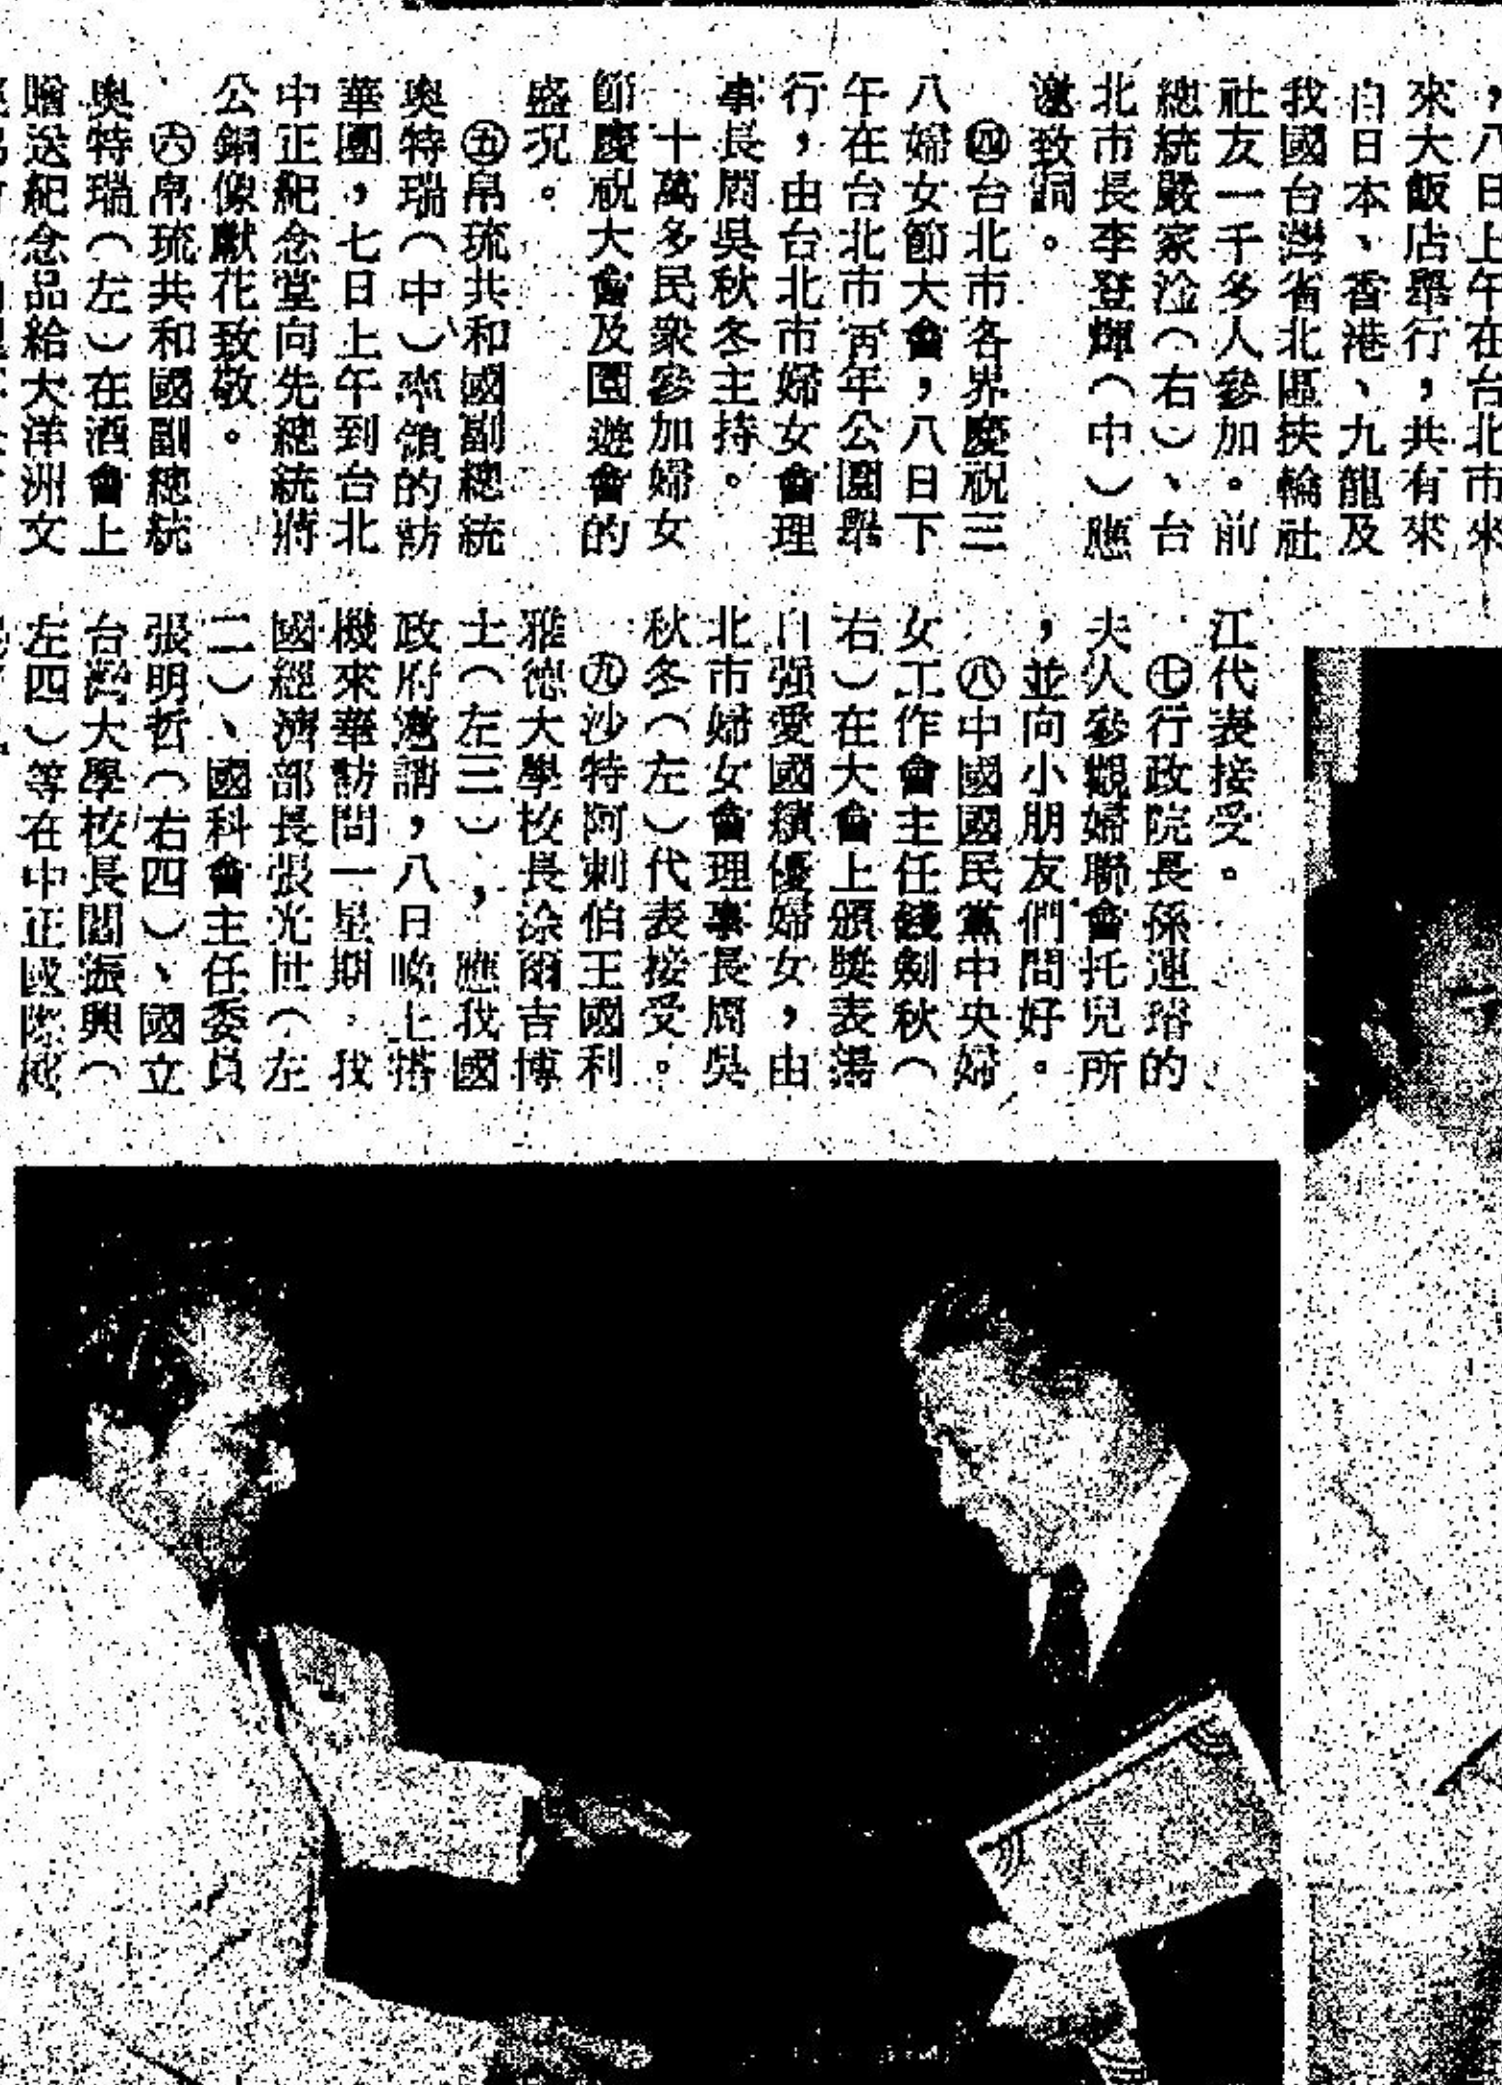 ，八日上午在台北市來
來大飯店舉行，共有來
自日本、香港、九龍及
我國台灣省北區扶輪社
社友一千多人參加。前
總統嚴家淦（右）、台
北市長李登輝（中）應
邀致詞。
㊃台北市各界慶祝三
八婦女節大會，八日下
午在台北市青年公園舉
行，由台北市婦女會理
事長周吳秋冬主持。
十萬多民衆參加婦女
節慶祝大會及園遊會的
盛況。
㊄帛琉共和國副總統
奧特瑞（中）率領的訪
華團，七日上午到台北
中正紀念堂向先總統蔣
公銅像獻花致敬。
㊅帛琉共和國副總統
奧特瑞（左）在酒會上
贈送紀念品給大洋洲文
江代表接受。
㊆行政院長孫運璿的
夫人參觀婦聯會托兒所
，並向小朋友們問好。
㊇中國國民黨中央婦
女工作會主任錢劍秋（
右）在大會上頒獎表揚
自强愛國績優婦女，由
北市婦女會理事長周吳
秋冬（左）代表接受。
㊈沙特阿剌伯王國利
雅德大學校長涂爾吉博
士（左三），應我國
政府邀請，八日晚上搭
機來華訪問一星期。我
國經濟部長張光世（左
二）、國科會主任委員
張明哲（右四）、國立
台灣大學校長閻振興（
左四）等在中正國際機